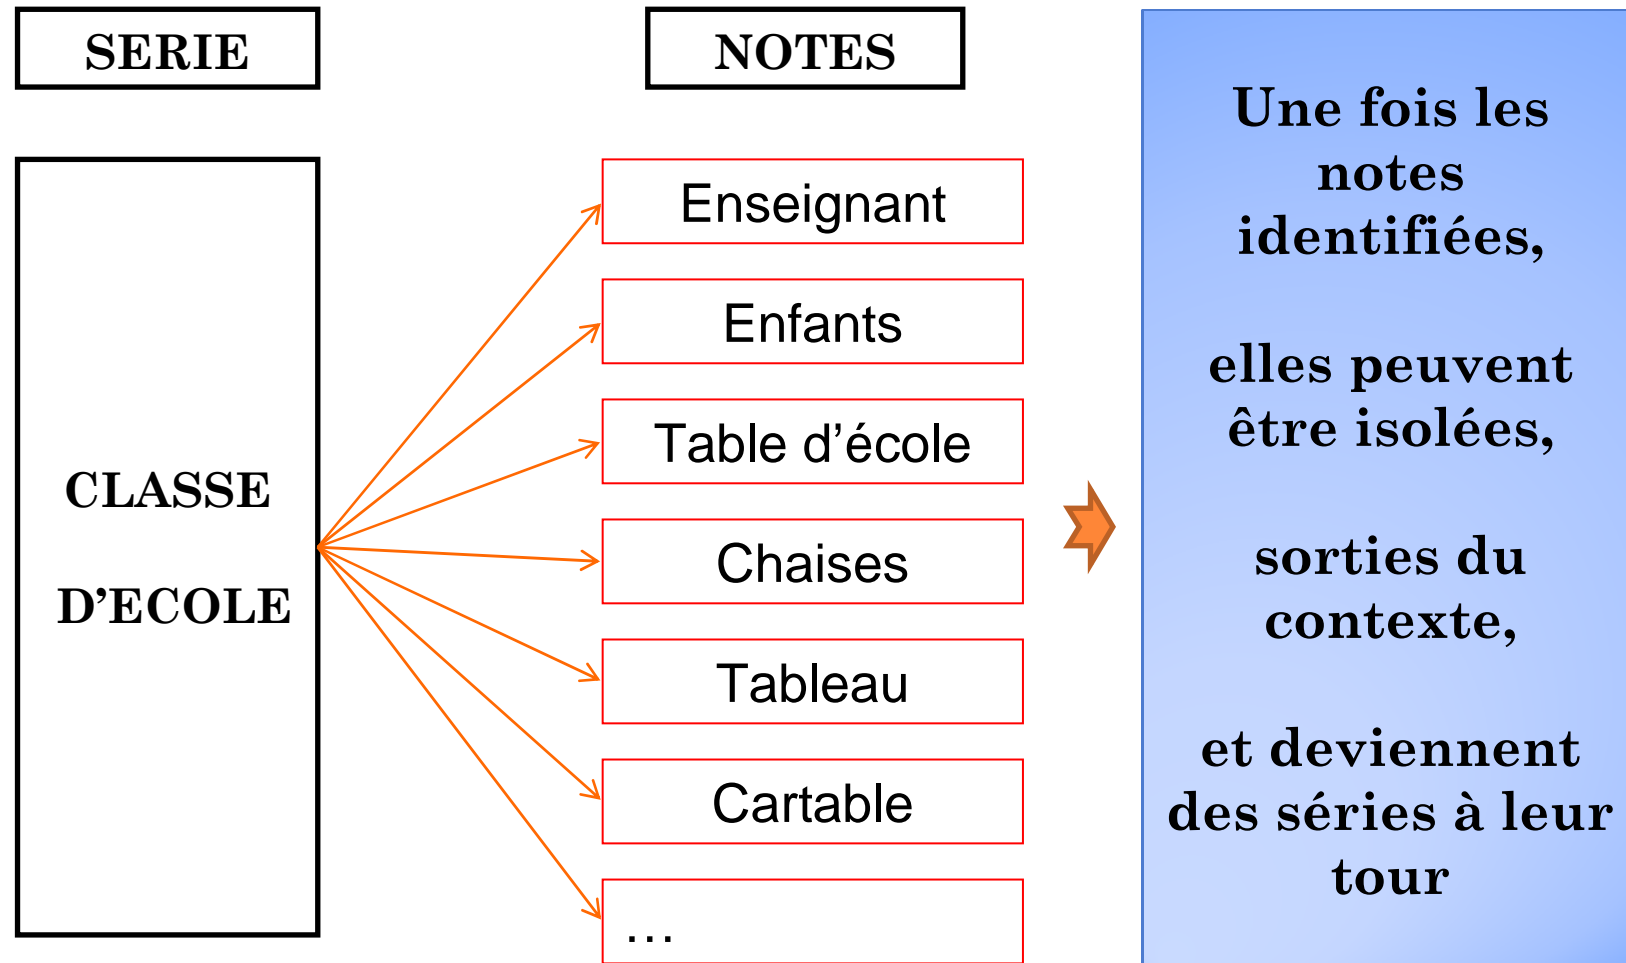 SERIE
NOTES
CLASSE
D’ECOLE
Enseignant
Enfants
Table d’école
Chaises
Tableau
Cartable
…
Une fois les
notes
identifiées,
elles peuvent
être isolées,
sorties du
contexte,
et deviennent
des séries à leur
tour